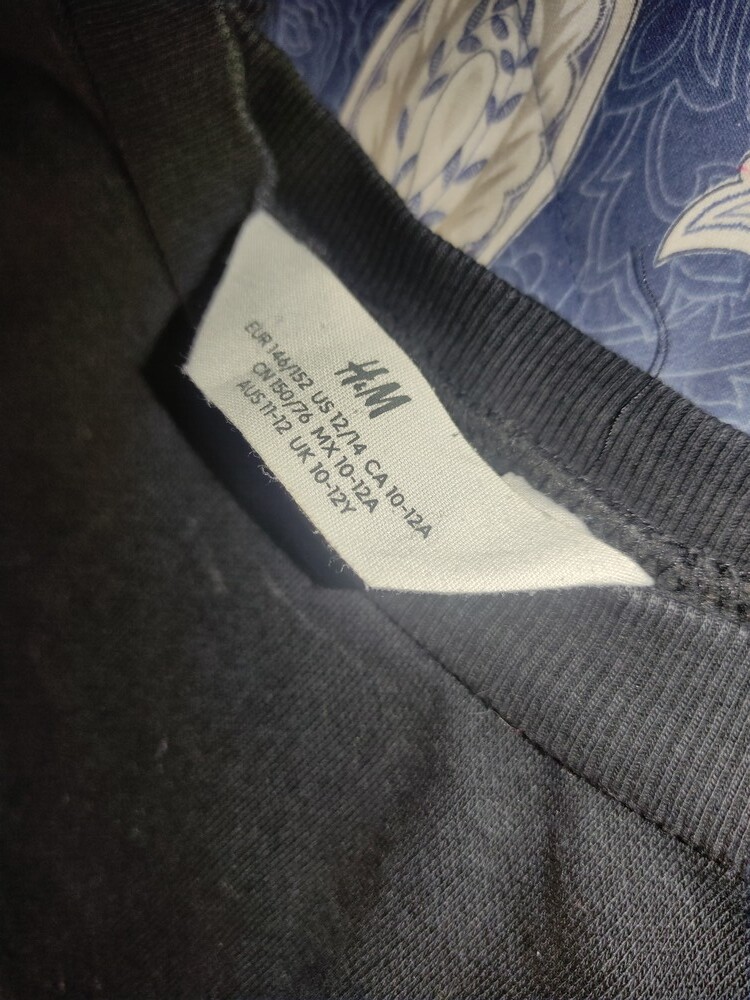 H&M
EUR 146/152 US 12/14 CA 10-12A
CN 150/76 MX 10-12A
AUS 11-12 UK 10-12Y